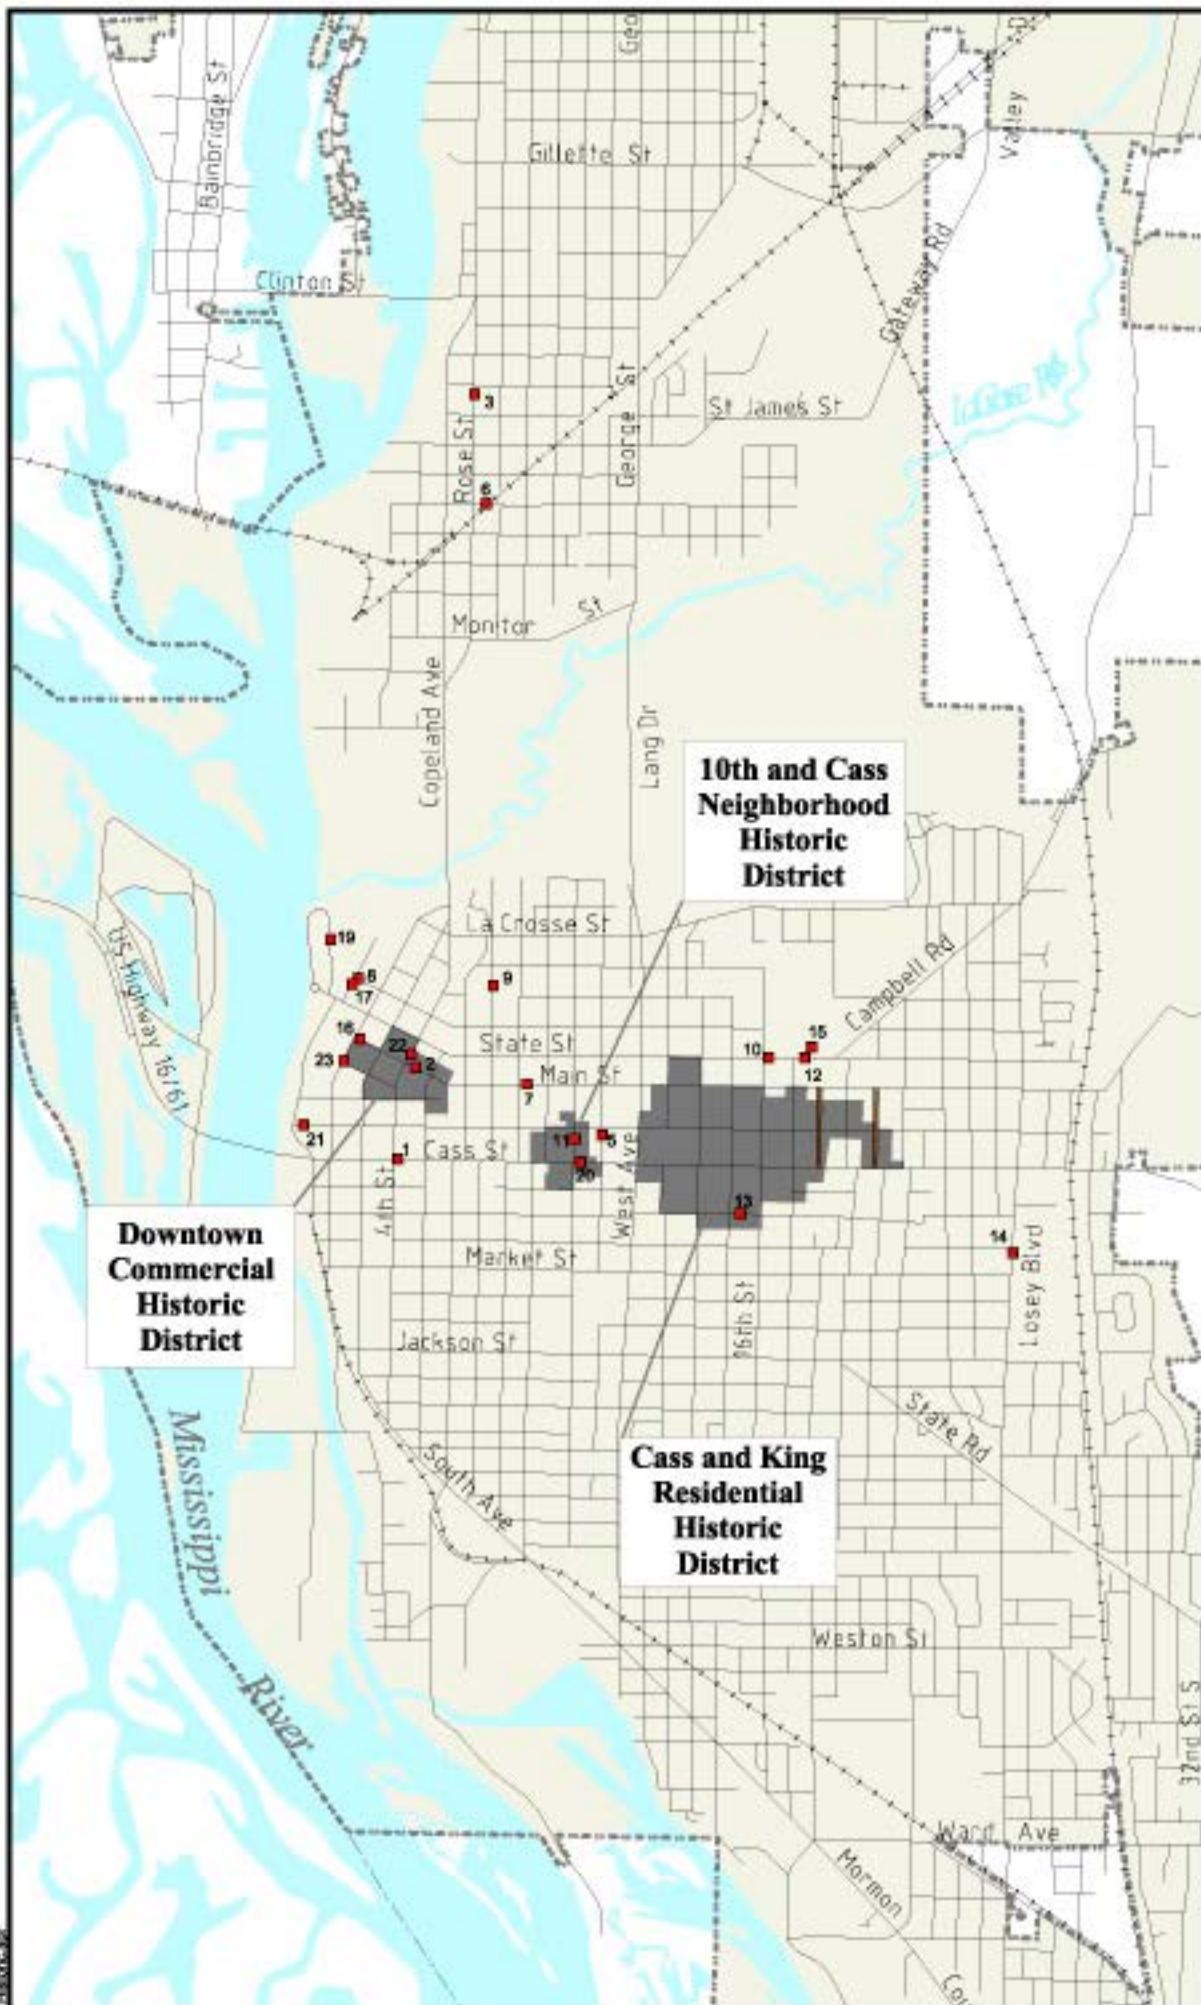 Geo
Bainbridge St
Valley
Gillette St
Clinton St
Gateway Rd
3
Rose St
George St
St James St
6
Monitor St
Copeland Ave
Lang Dr
10th and Cass
Neighborhood
Historic
District
La Crosse St
19
US Highway 16/61
8
17
9
Campbell Rd
16
State St
15
22
10
23
2
Main St
12
7
21
11
5
1
Cass St
20
West Ave
4th St
13
Downtown
Commercial
Historic
District
Market St
14
Losey Blvd
16th St
Jackson St
State Rd
South Ave
Cass and King
Residential
Historic
District
Mississippi
River
Weston St
32nd St S
Ward Ave
Mormon
Cou